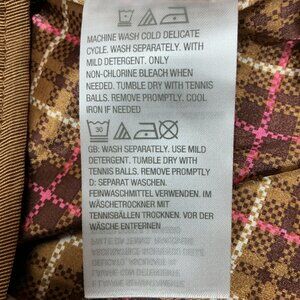 MACHINE WASH COLD DELICATE
CYCLE. WASH SEPARATELY. WITH
MILD DETERGENT. ONLY
NON-CHLORINE BLEACH WHEN
NEEDED. TUMBLE DRY WITH TENNIS
BALLS. REMOVE PROMPTLY. COOL
IRON IF NEEDED
30
GB: WASH SEPARATELY. USE MILD
DETERGENT. TUMBLE DRY WITH
TENNIS BALLS. REMOVE PROMPTLY
D: SEPARAT WASCHEN.
FEINWASCHMITTEL VERWENDEN. IM
WÄSCHETROCKNER MIT
TENNISBÄLLEN TROCKNEN. VOR DER
WÄSCHE ENTFERNEN